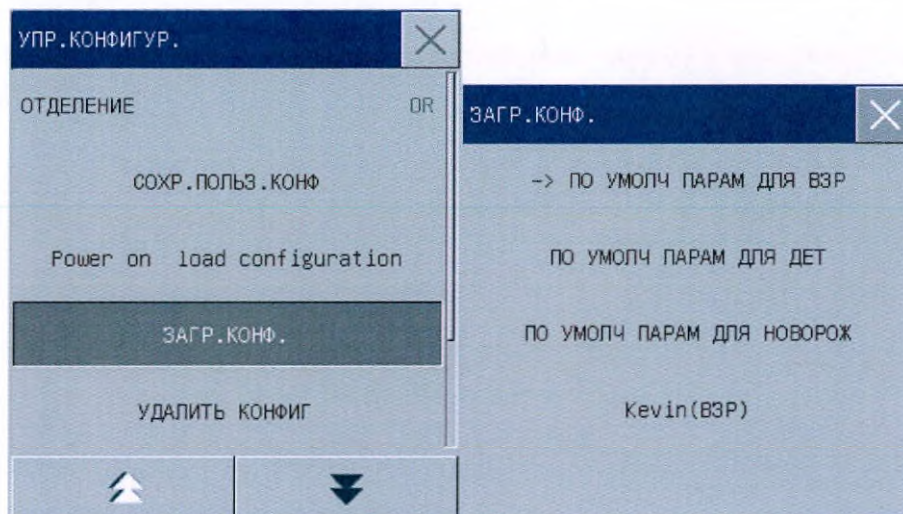 УПР.КОНФИГУР.
ОТДЕЛЕНИЕ OR
СОХР.ПОЛЬЗ.КОНФ
Power on load configuration
ЗАГР.КОНФ.
УДАЛИТЬ КОНФИГ
ЗАГР.КОНФ.
-> ПО УМОЛЧ ПАРАМ ДЛЯ ВЗР
ПО УМОЛЧ ПАРАМ ДЛЯ ДЕТ
ПО УМОЛЧ ПАРАМ ДЛЯ НОВОРОЖ
Kevin(ВЗР)